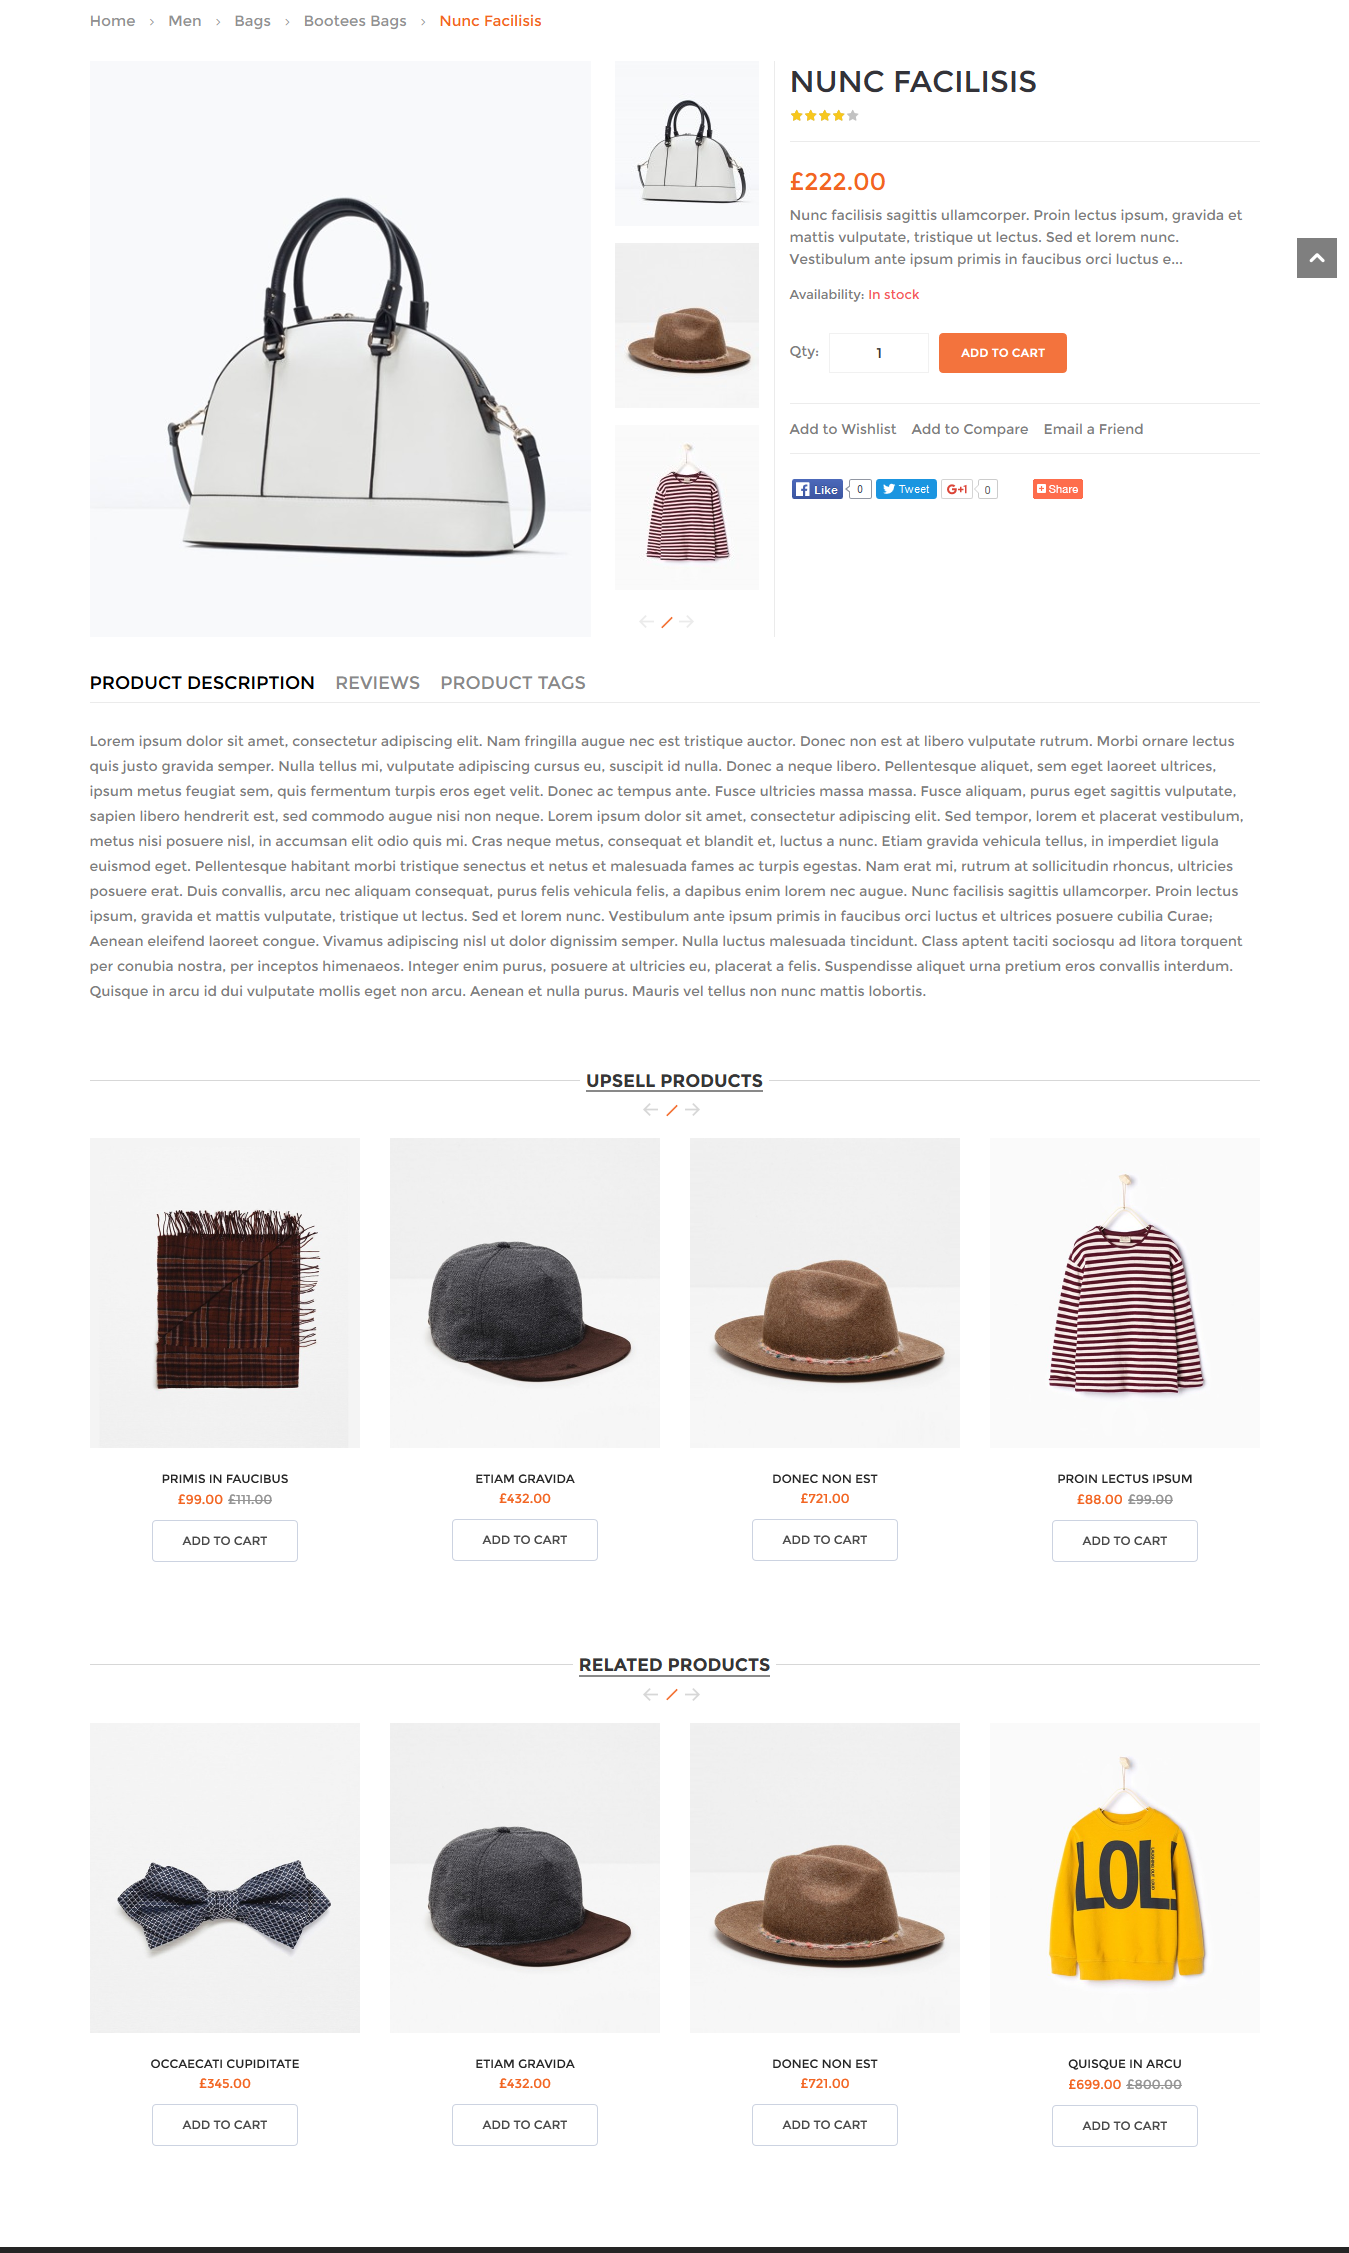 Home › Men › Bags › Bootees Bags › Nunc Facilisis
NUNC FACILISIS
£222.00
Nunc facilisis sagittis ullamcorper. Proin lectus ipsum, gravida et
mattis vulputate, tristique ut lectus. Sed et lorem nunc.
Vestibulum ante ipsum primis in faucibus orci luctus e...
Availability: In stock
Qty: 1 ADD TO CART
Add to Wishlist Add to Compare Email a Friend
Like 0 Tweet G+1 0 Share
PRODUCT DESCRIPTION REVIEWS PRODUCT TAGS
Lorem ipsum dolor sit amet, consectetur adipiscing elit. Nam fringilla augue nec est tristique auctor. Donec non est at libero vulputate rutrum. Morbi ornare lectus
quis justo gravida semper. Nulla tellus mi, vulputate adipiscing cursus eu, suscipit id nulla. Donec a neque libero. Pellentesque aliquet, sem eget laoreet ultrices,
ipsum metus feugiat sem, quis fermentum turpis eros eget velit. Donec ac tempus ante. Fusce ultricies massa massa. Fusce aliquam, purus eget sagittis vulputate,
sapien libero hendrerit est, sed commodo augue nisi non neque. Lorem ipsum dolor sit amet, consectetur adipiscing elit. Sed tempor, lorem et placerat vestibulum,
metus nisi posuere nisl, in accumsan elit odio quis mi. Cras neque metus, consequat et blandit et, luctus a nunc. Etiam gravida vehicula tellus, in imperdiet ligula
euismod eget. Pellentesque habitant morbi tristique senectus et netus et malesuada fames ac turpis egestas. Nam erat mi, rutrum at sollicitudin rhoncus, ultricies
posuere erat. Duis convallis, arcu nec aliquam consequat, purus felis vehicula felis, a dapibus enim lorem nec augue. Nunc facilisis sagittis ullamcorper. Proin lectus
ipsum, gravida et mattis vulputate, tristique ut lectus. Sed et lorem nunc. Vestibulum ante ipsum primis in faucibus orci luctus et ultrices posuere cubilia Curae;
Aenean eleifend laoreet congue. Vivamus adipiscing nisl ut dolor dignissim semper. Nulla luctus malesuada tincidunt. Class aptent taciti sociosqu ad litora torquent
per conubia nostra, per inceptos himenaeos. Integer enim purus, posuere at ultricies eu, placerat a felis. Suspendisse aliquet urna pretium eros convallis interdum.
Quisque in arcu id dui vulputate mollis eget non arcu. Aenean et nulla purus. Mauris vel tellus non nunc mattis lobortis.
UPSELL PRODUCTS
PRIMIS IN FAUCIBUS ETIAM GRAVIDA DONEC NON EST PROIN LECTUS IPSUM
£99.00 £111.00 £432.00 £721.00 £88.00 £99.00
ADD TO CART ADD TO CART ADD TO CART ADD TO CART
RELATED PRODUCTS
LOL!
OCCAECATI CUPIDITATE ETIAM GRAVIDA DONEC NON EST QUISQUE IN ARCU
£345.00 £432.00 £721.00 £699.00 £800.00
ADD TO CART ADD TO CART ADD TO CART ADD TO CART